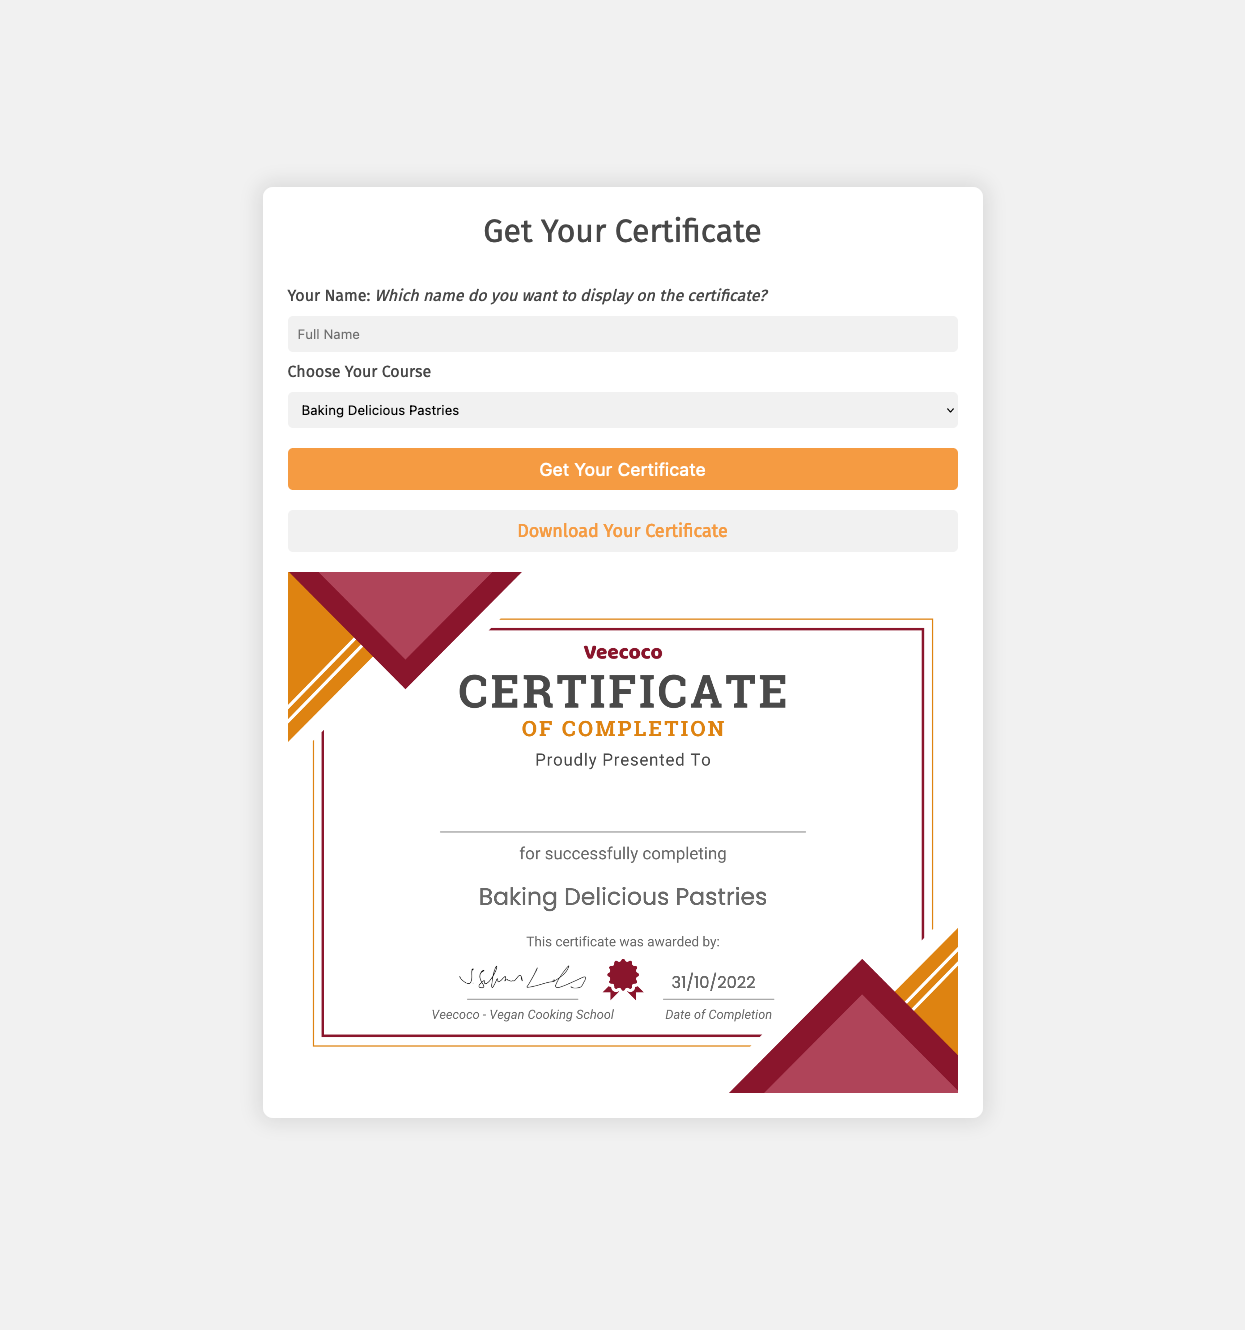 Get Your Certificate
Your Name: Which name do you want to display on the certificate?
Full Name
Choose Your Course
Baking Delicious Pastries
Get Your Certificate
Download Your Certificate
Veecoco
CERTIFICATE
OF COMPLETION
Proudly Presented To
for successfully completing
Baking Delicious Pastries
This certificate was awarded by:
31/10/2022
Veecoco - Vegan Cooking School Date of Completion